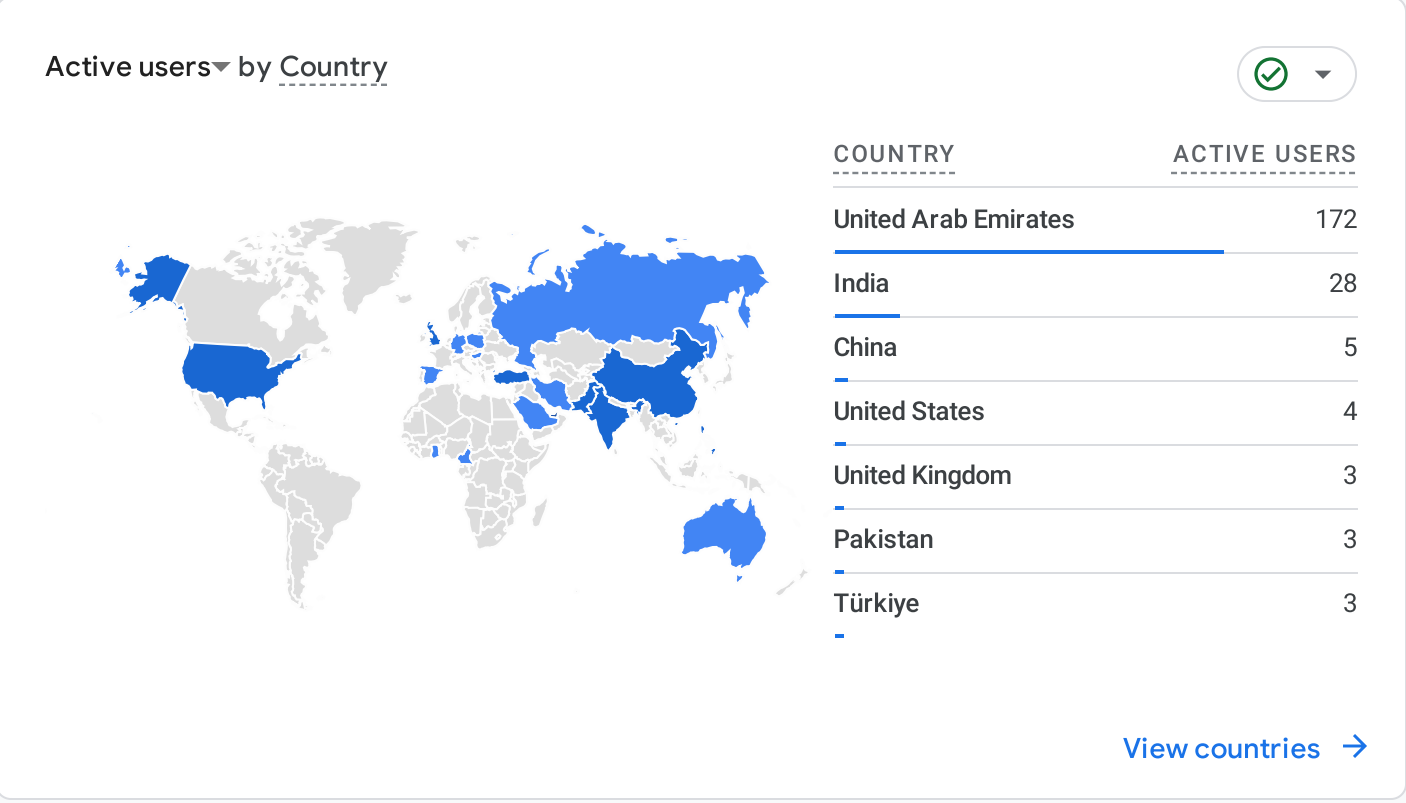 Active users by Country
COUNTRY ACTIVE USERS
United Arab Emirates 172
India 28
China 5
United States 4
United Kingdom 3
Pakistan 3
Türkiye 3
View countries